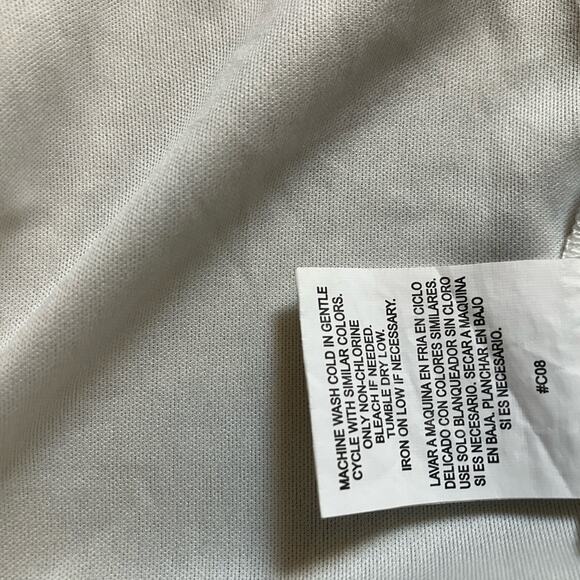 MACHINE WASH COLD IN GENTLE
CYCLE WITH SIMILAR COLORS.
ONLY NON-CHLORINE
BLEACH IF NEEDED.
TUMBLE DRY LOW.
IRON ON LOW IF NECESSARY.
LAVAR A MAQUINA EN FRIA EN CICLO
DELICADO CON COLORES SIMILARES.
USE SOLO BLANQUEADOR SIN CLORO
SI ES NECESARIO. SECAR A MAQUINA
EN BAJA. PLANCHAR EN BAJO
SI ES NECESARIO.
#C08